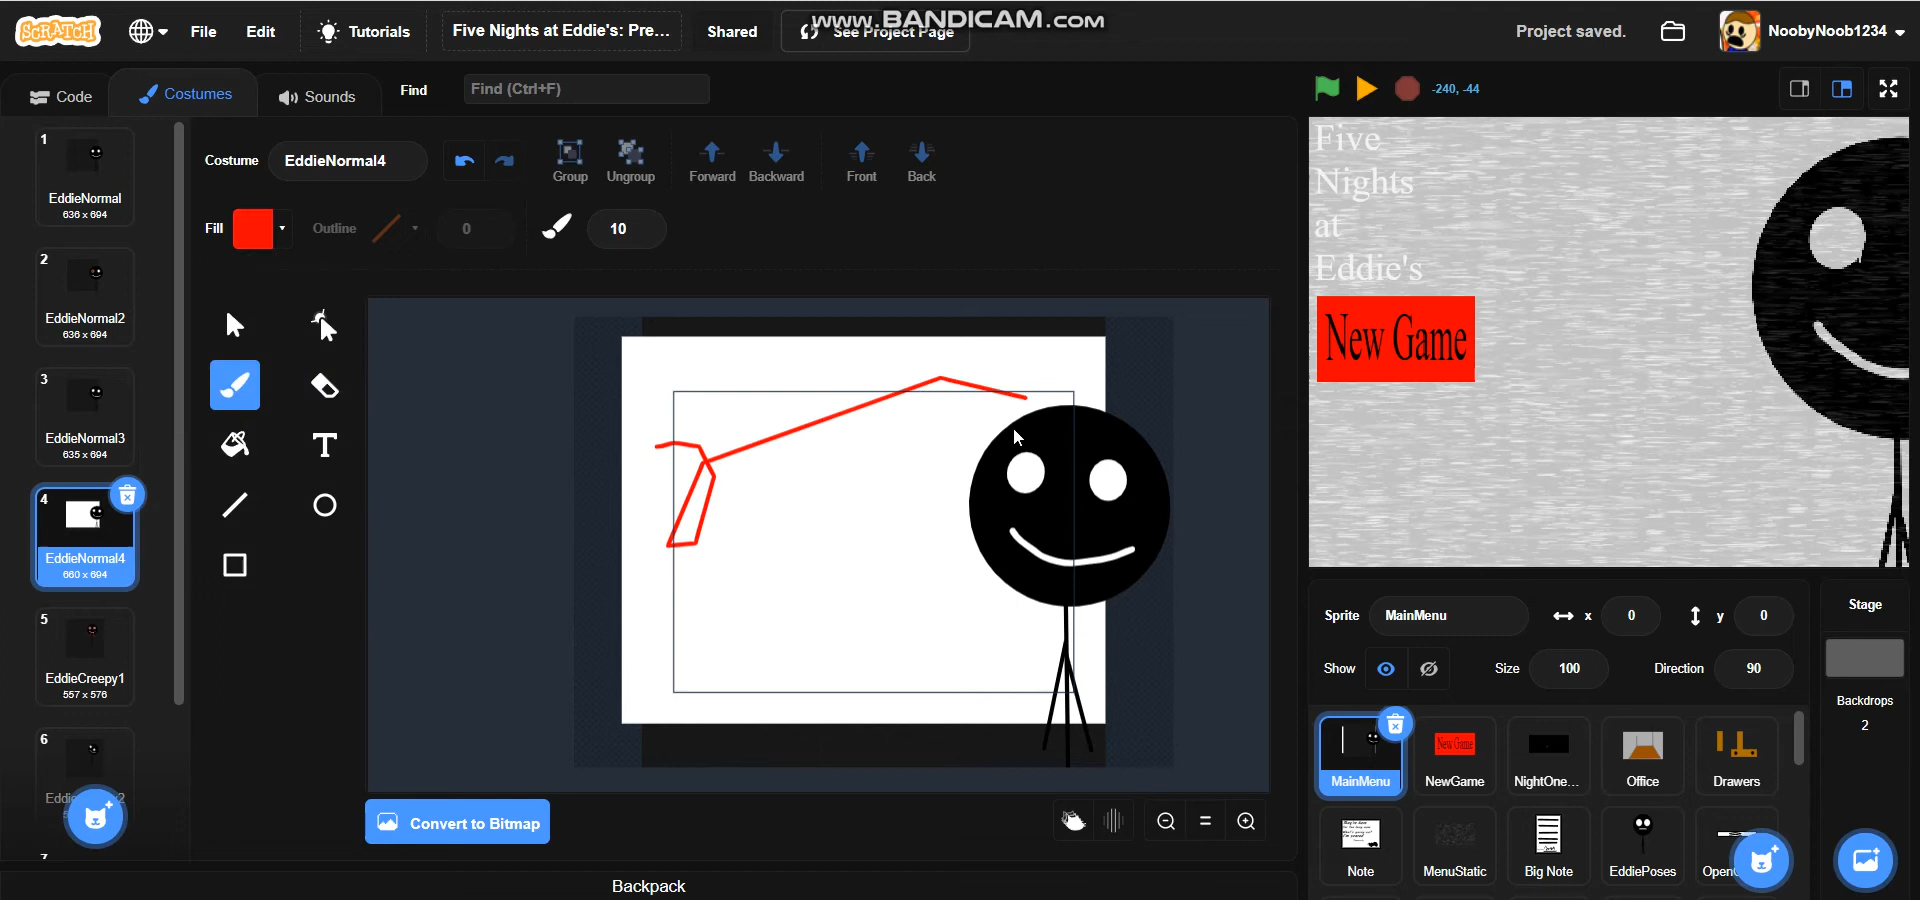 SCRATCH
File
Edit
Tutorials
Five Nights at Eddie's: Pre...
Shared
See Project Page
www.BANDICAM.com
Project saved.
NoobyNoob1234
Code
Costumes
Sounds
Find
Find (Ctrl+F)
-240, -44
1
EddieNormal
636 x 694
2
EddieNormal2
636 x 694
3
EddieNormal3
635 x 694
4
EddieNormal4
660 x 694
5
EddieCreepy1
557 x 576
6
7
Costume
EddieNormal4
Group
Ungroup
Forward
Backward
Front
Back
Fill
Outline
0
10
T
Convert to Bitmap
Backpack
Five
Nights
at
Eddie's
New Game
Sprite
MainMenu
x
0
y
0
Show
Size
100
Direction
90
Stage
Backdrops
2
MainMenu
New Game
NewGame
NightOne...
Office
Drawers
Note
MenuStatic
Big Note
EddiePoses